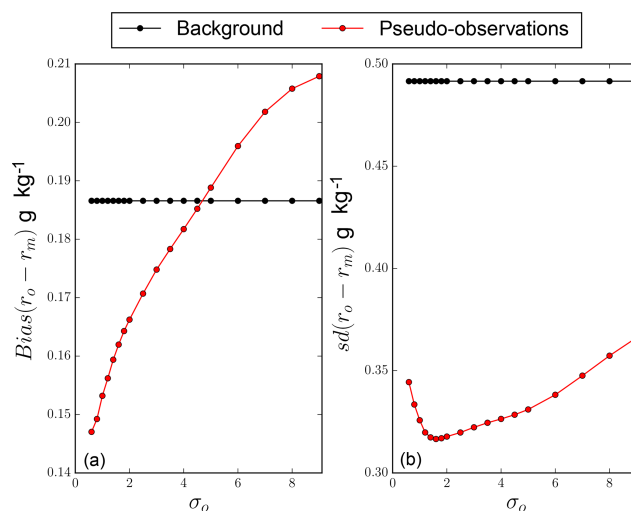 Background Pseudo-observations
0.21
0.20
0.19
0.18
0.17
0.16
0.15
0.14
Bias(r_o − r_m) g kg⁻¹
(a)
0 2 4 6 8
σ_o
0.50
0.45
0.40
0.35
0.30
sd(r_o − r_m) g kg⁻¹
(b)
0 2 4 6 8
σ_o